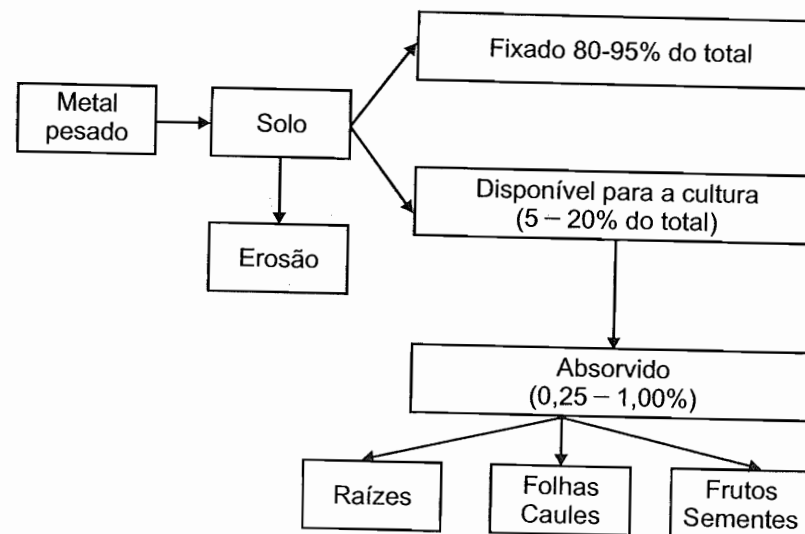 Fixado 80-95% do total
Metal
pesado
Solo
Disponível para a cultura
(5 – 20% do total)
Erosão
Absorvido
(0,25 – 1,00%)
Raízes
Folhas
Caules
Frutos
Sementes